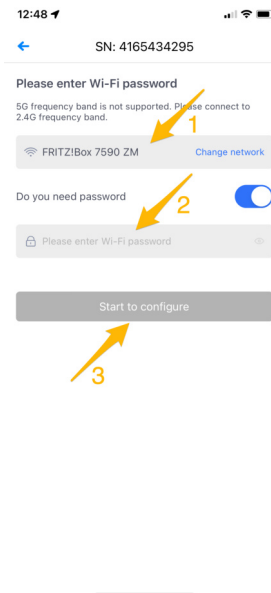 12:48
SN: 4165434295
Please enter Wi-Fi password
5G frequency band is not supported. Please connect to
2.4G frequency band.
1
FRITZ!Box 7590 ZM Change network
Do you need password
2
Please enter Wi-Fi password
Start to configure
3